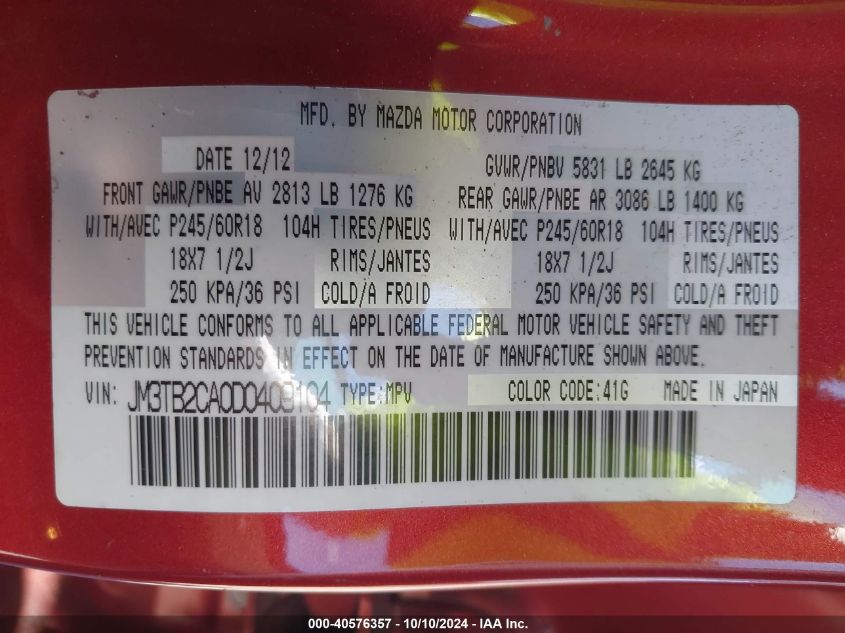 MFD. BY MAZDA MOTOR CORPORATION
DATE 12/12 GVWR/PNBV 5831 LB 2645 KG
FRONT GAWR/PNBE AV 2813 LB 1276 KG REAR GAWR/PNBE AR 3086 LB 1400 KG
WITH/AVEC P245/60R18 104H TIRES/PNEUS WITH/AVEC P245/60R18 104H TIRES/PNEUS
18X7 1/2J RIMS/JANTES 18X7 1/2J RIMS/JANTES
250 KPA/36 PSI COLD/A FROID 250 KPA/36 PSI COLD/A FROID
THIS VEHICLE CONFORMS TO ALL APPLICABLE FEDERAL MOTOR VEHICLE SAFETY AND THEFT
PREVENTION STANDARDS IN EFFECT ON THE DATE OF MANUFACTURE SHOWN ABOVE.
VIN: JM3TB2CA0D0409104 TYPE:MPV COLOR CODE:41G MADE IN JAPAN
000-40576357 - 10/10/2024 - IAA Inc.